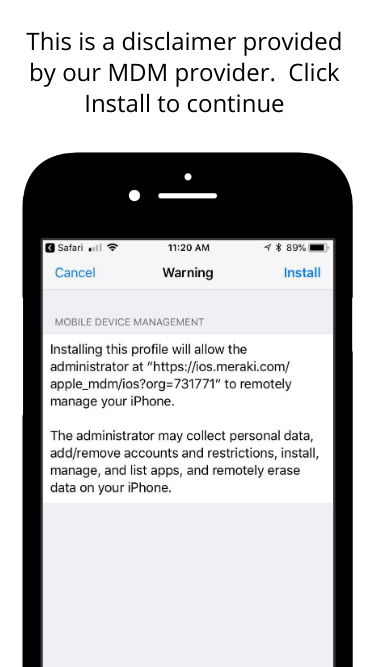 This is a disclaimer provided
by our MDM provider.  Click
Install to continue
Safari 11:20 AM 89%
Cancel Warning Install
MOBILE DEVICE MANAGEMENT
Installing this profile will allow the
administrator at “https://ios.meraki.com/
apple_mdm/ios?org=731771” to remotely
manage your iPhone.
The administrator may collect personal data,
add/remove accounts and restrictions, install,
manage, and list apps, and remotely erase
data on your iPhone.